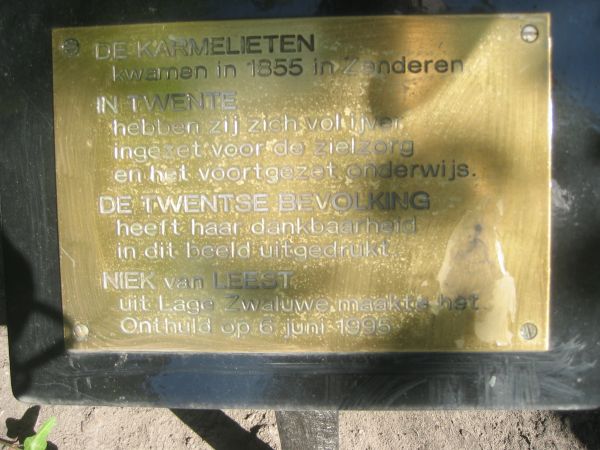 DE KARMELIETEN
kwamen in 1855 in Zenderen
IN TWENTE
hebben zij zich vol ijver
ingezet voor de zielzorg
en het voortgezet onderwijs.
DE TWENTSE BEVOLKING
heeft haar dankbaarheid
in dit beeld uitgedrukt.
NIEK van LEEST
uit Lage Zwaluwe maakte het.
Onthuld op 6 juni 1995